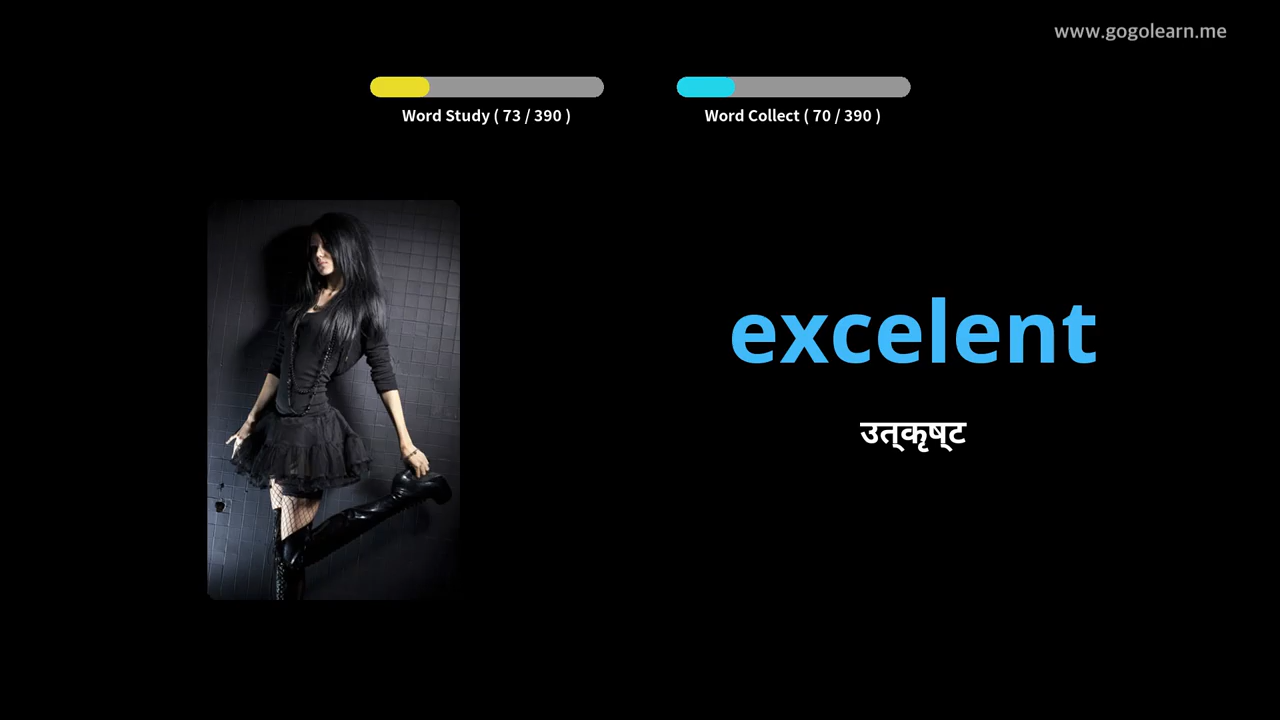 www.gogolearn.me
Word Study ( 73 / 390 )
Word Collect ( 70 / 390 )
excelent
उत्कृष्ट